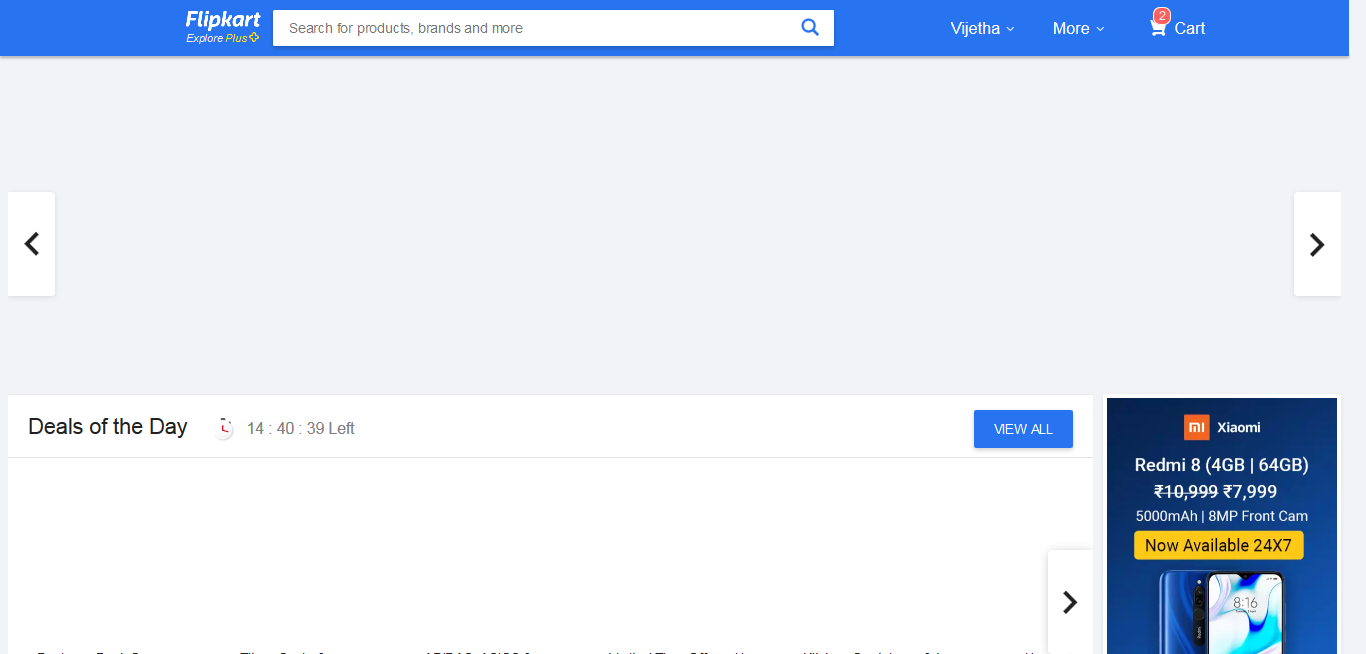 Flipkart
Explore Plus
Search for products, brands and more
Vijetha
More
2
Cart
Deals of the Day
14 : 40 : 39 Left
VIEW ALL
mi Xiaomi
Redmi 8 (4GB | 64GB)
₹10,999 ₹7,999
5000mAh | 8MP Front Cam
Now Available 24X7
8:16